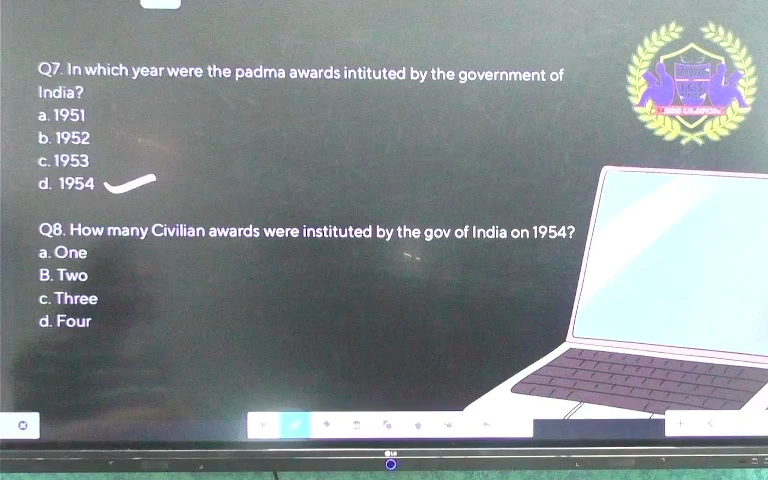 Q7. In which year were the padma awards intituted by the government of
India?
a. 1951
b. 1952
c. 1953
d. 1954
Q8. How many Civilian awards were instituted by the gov of India on 1954?
a. One
B. Two
c. Three
d. Four
LG